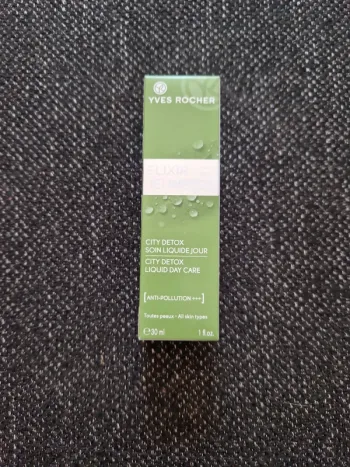 YVES ROCHER
ELIXIR
CITY DETOX
SOIN LIQUIDE JOUR
CITY DETOX
LIQUID DAY CARE
[ANTI-POLLUTION +++]
Toutes peaux - All skin types
℮30 ml 1 fl.oz.